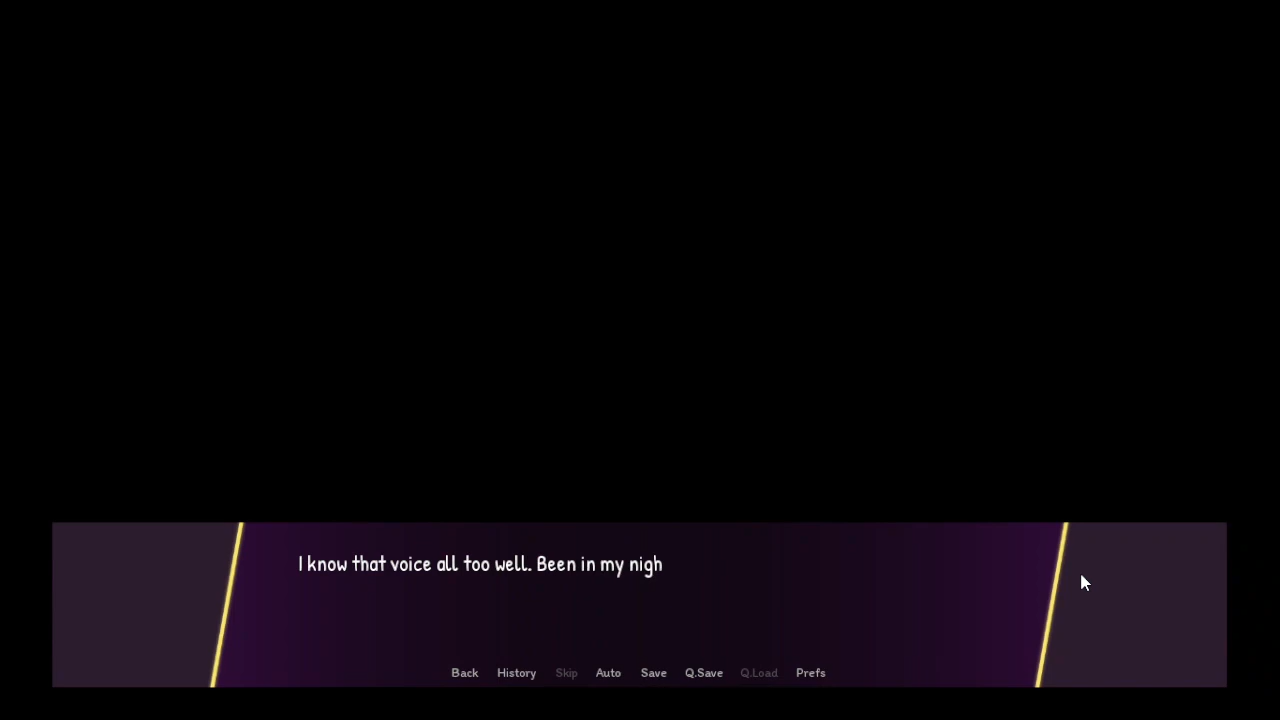 I know that voice all too well. Been in my nigh
Back History Skip Auto Save Q.Save Q.Load Prefs